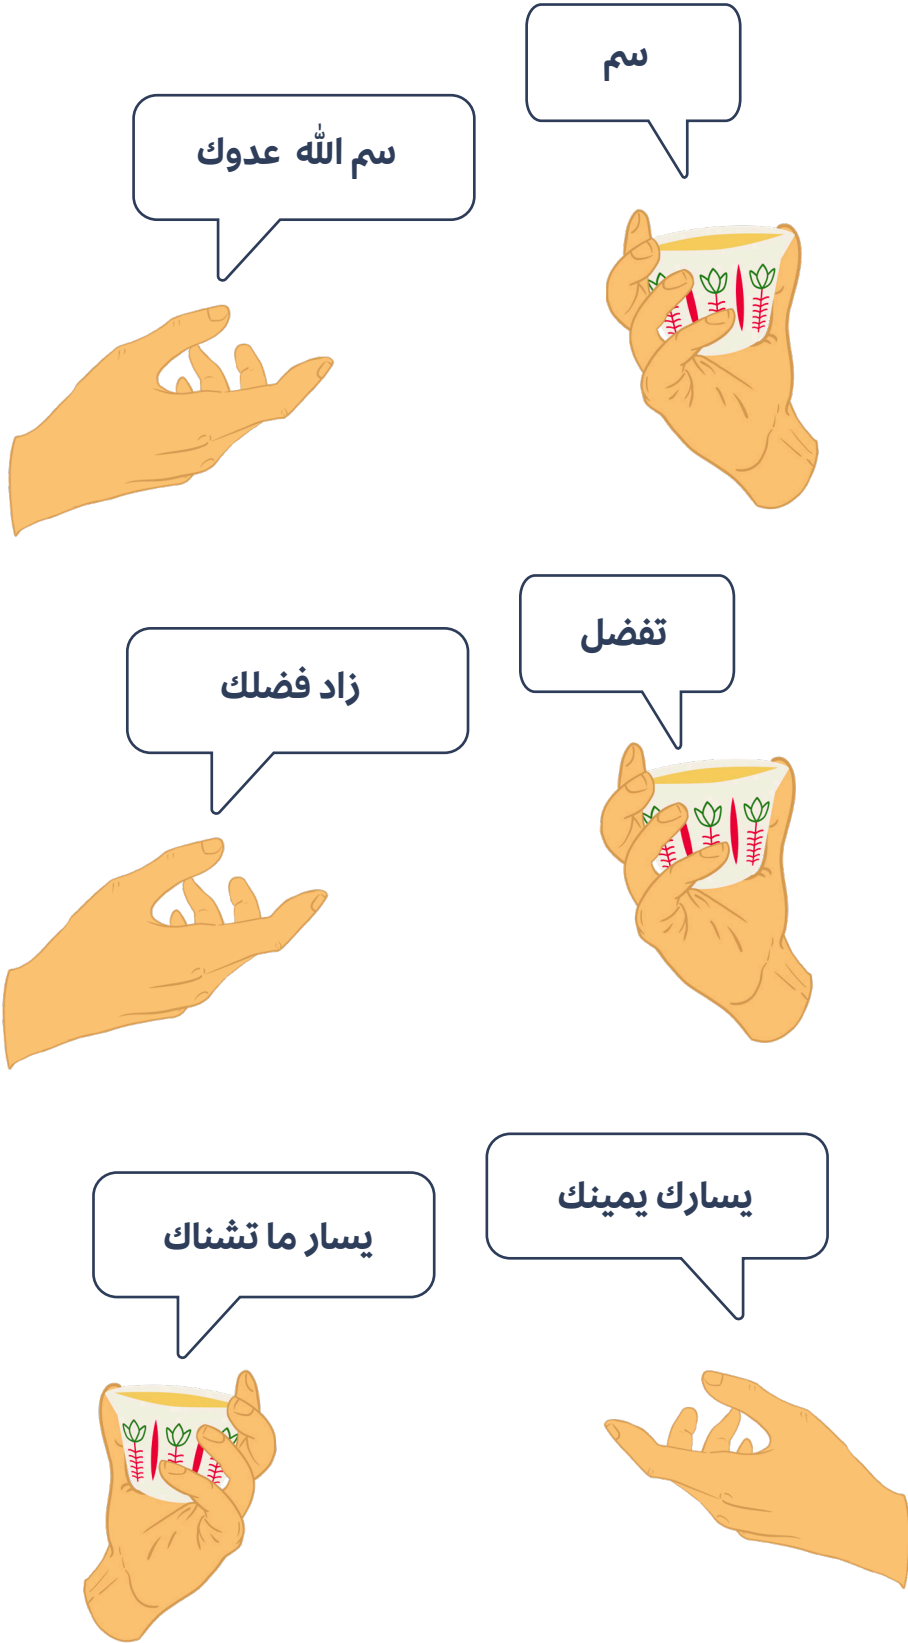 سم
سم الله عدوك
تفضل
زاد فضلك
يسارك يمينك
يسار ما تشناك